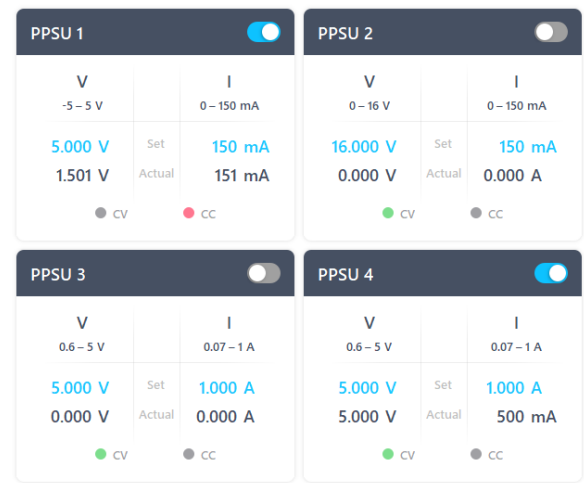 PPSU 1
V I
-5 – 5 V 0 – 150 mA
5.000 V Set 150 mA
1.501 V Actual 151 mA
CV CC
PPSU 2
V I
0 – 16 V 0 – 150 mA
16.000 V Set 150 mA
0.000 V Actual 0.000 A
CV CC
PPSU 3
V I
0.6 – 5 V 0.07 – 1 A
5.000 V Set 1.000 A
0.000 V Actual 0.000 A
CV CC
PPSU 4
V I
0.6 – 5 V 0.07 – 1 A
5.000 V Set 1.000 A
5.000 V Actual 500 mA
CV CC